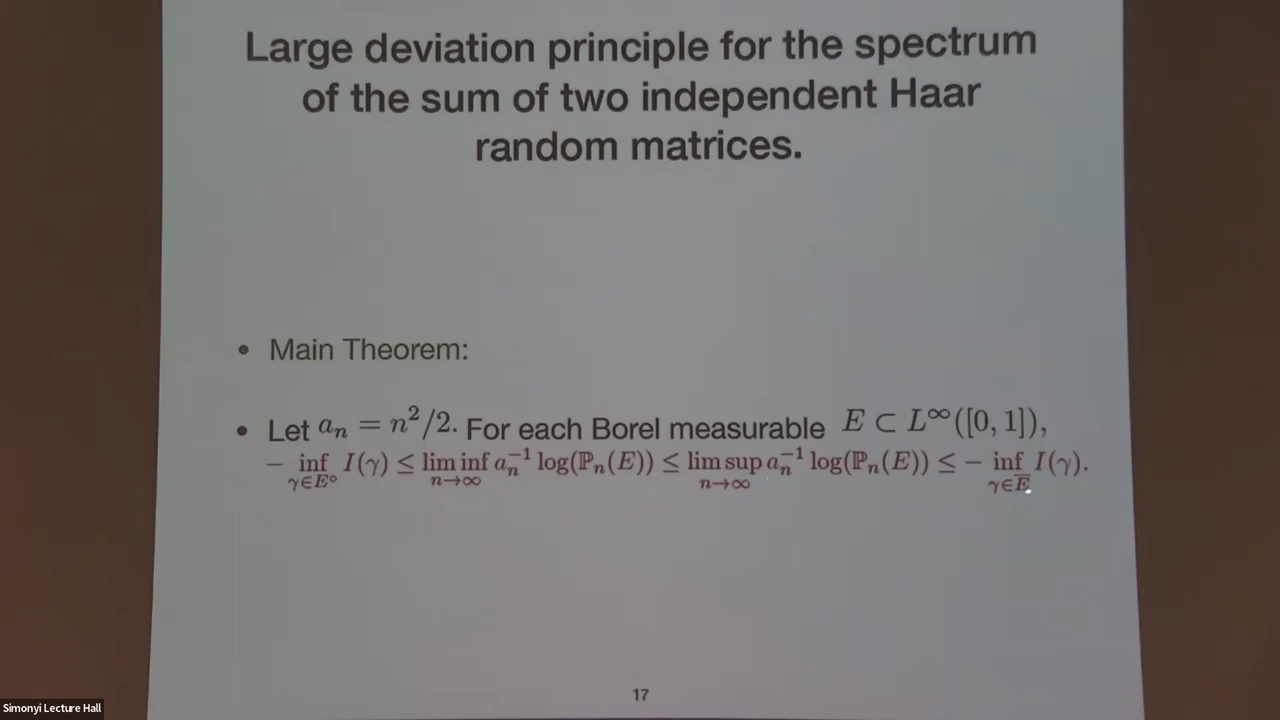 Large deviation principle for the spectrum
of the sum of two independent Haar
random matrices.
• Main Theorem:
• Let $a_n = n^2/2$. For each Borel measurable $E \subset L^\infty([0,1])$,
$-\inf_{\gamma \in E^\circ} I(\gamma) \leq \liminf_{n\to\infty} a_n^{-1} \log(\mathbb{P}_n(E)) \leq \limsup_{n\to\infty} a_n^{-1} \log(\mathbb{P}_n(E)) \leq -\inf_{\gamma \in \overline{E}} I(\gamma).$
17
Simonyi Lecture Hall